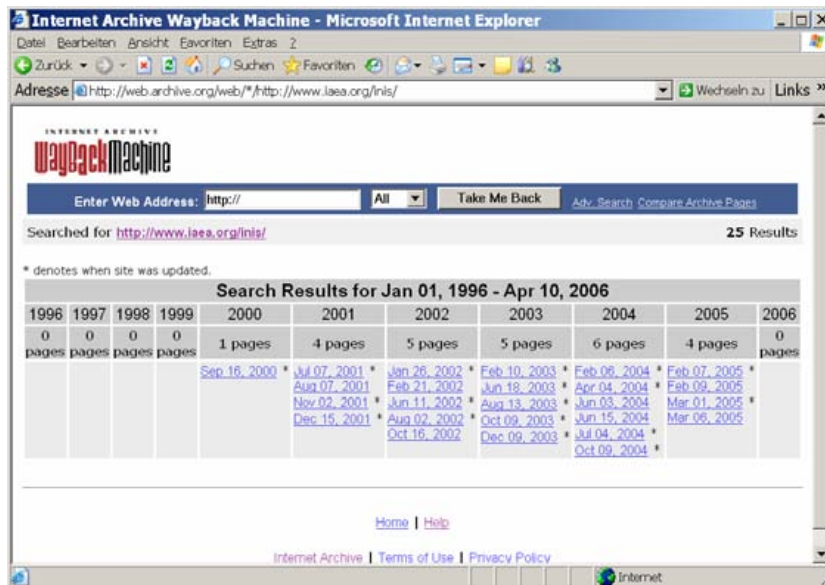 Internet Archive Wayback Machine - Microsoft Internet Explorer
Datei Bearbeiten Ansicht Favoriten Extras ?
Zurück Suchen Favoriten
Adresse http://web.archive.org/web/*/http://www.iaea.org/inis/ Wechseln zu Links »
INTERNET ARCHIVE
WayBackMachine
Enter Web Address: http:// All Take Me Back Adv. Search Compare Archive Pages
Searched for http://www.iaea.org/inis/ 25 Results
* denotes when site was updated.
Search Results for Jan 01, 1996 - Apr 10, 2006
1996 1997 1998 1999 2000 2001 2002 2003 2004 2005 2006
0 pages 0 pages 0 pages 0 pages 1 pages 4 pages 5 pages 5 pages 6 pages 4 pages 0 pages
Sep 16, 2000 * Jul 07, 2001 * Jan 26, 2002 * Feb 10, 2003 * Feb 06, 2004 * Feb 07, 2005 *
Aug 07, 2001 Feb 21, 2002 Jun 18, 2003 * Apr 04, 2004 * Feb 09, 2005
Nov 02, 2001 * Jun 11, 2002 * Aug 13, 2003 * Jun 03, 2004 Mar 01, 2005 *
Dec 15, 2001 * Aug 02, 2002 * Oct 09, 2003 * Jun 15, 2004 Mar 06, 2005
Oct 16, 2002 Dec 09, 2003 * Jul 04, 2004 *
Oct 09, 2004 *
Home | Help
Internet Archive | Terms of Use | Privacy Policy
Internet